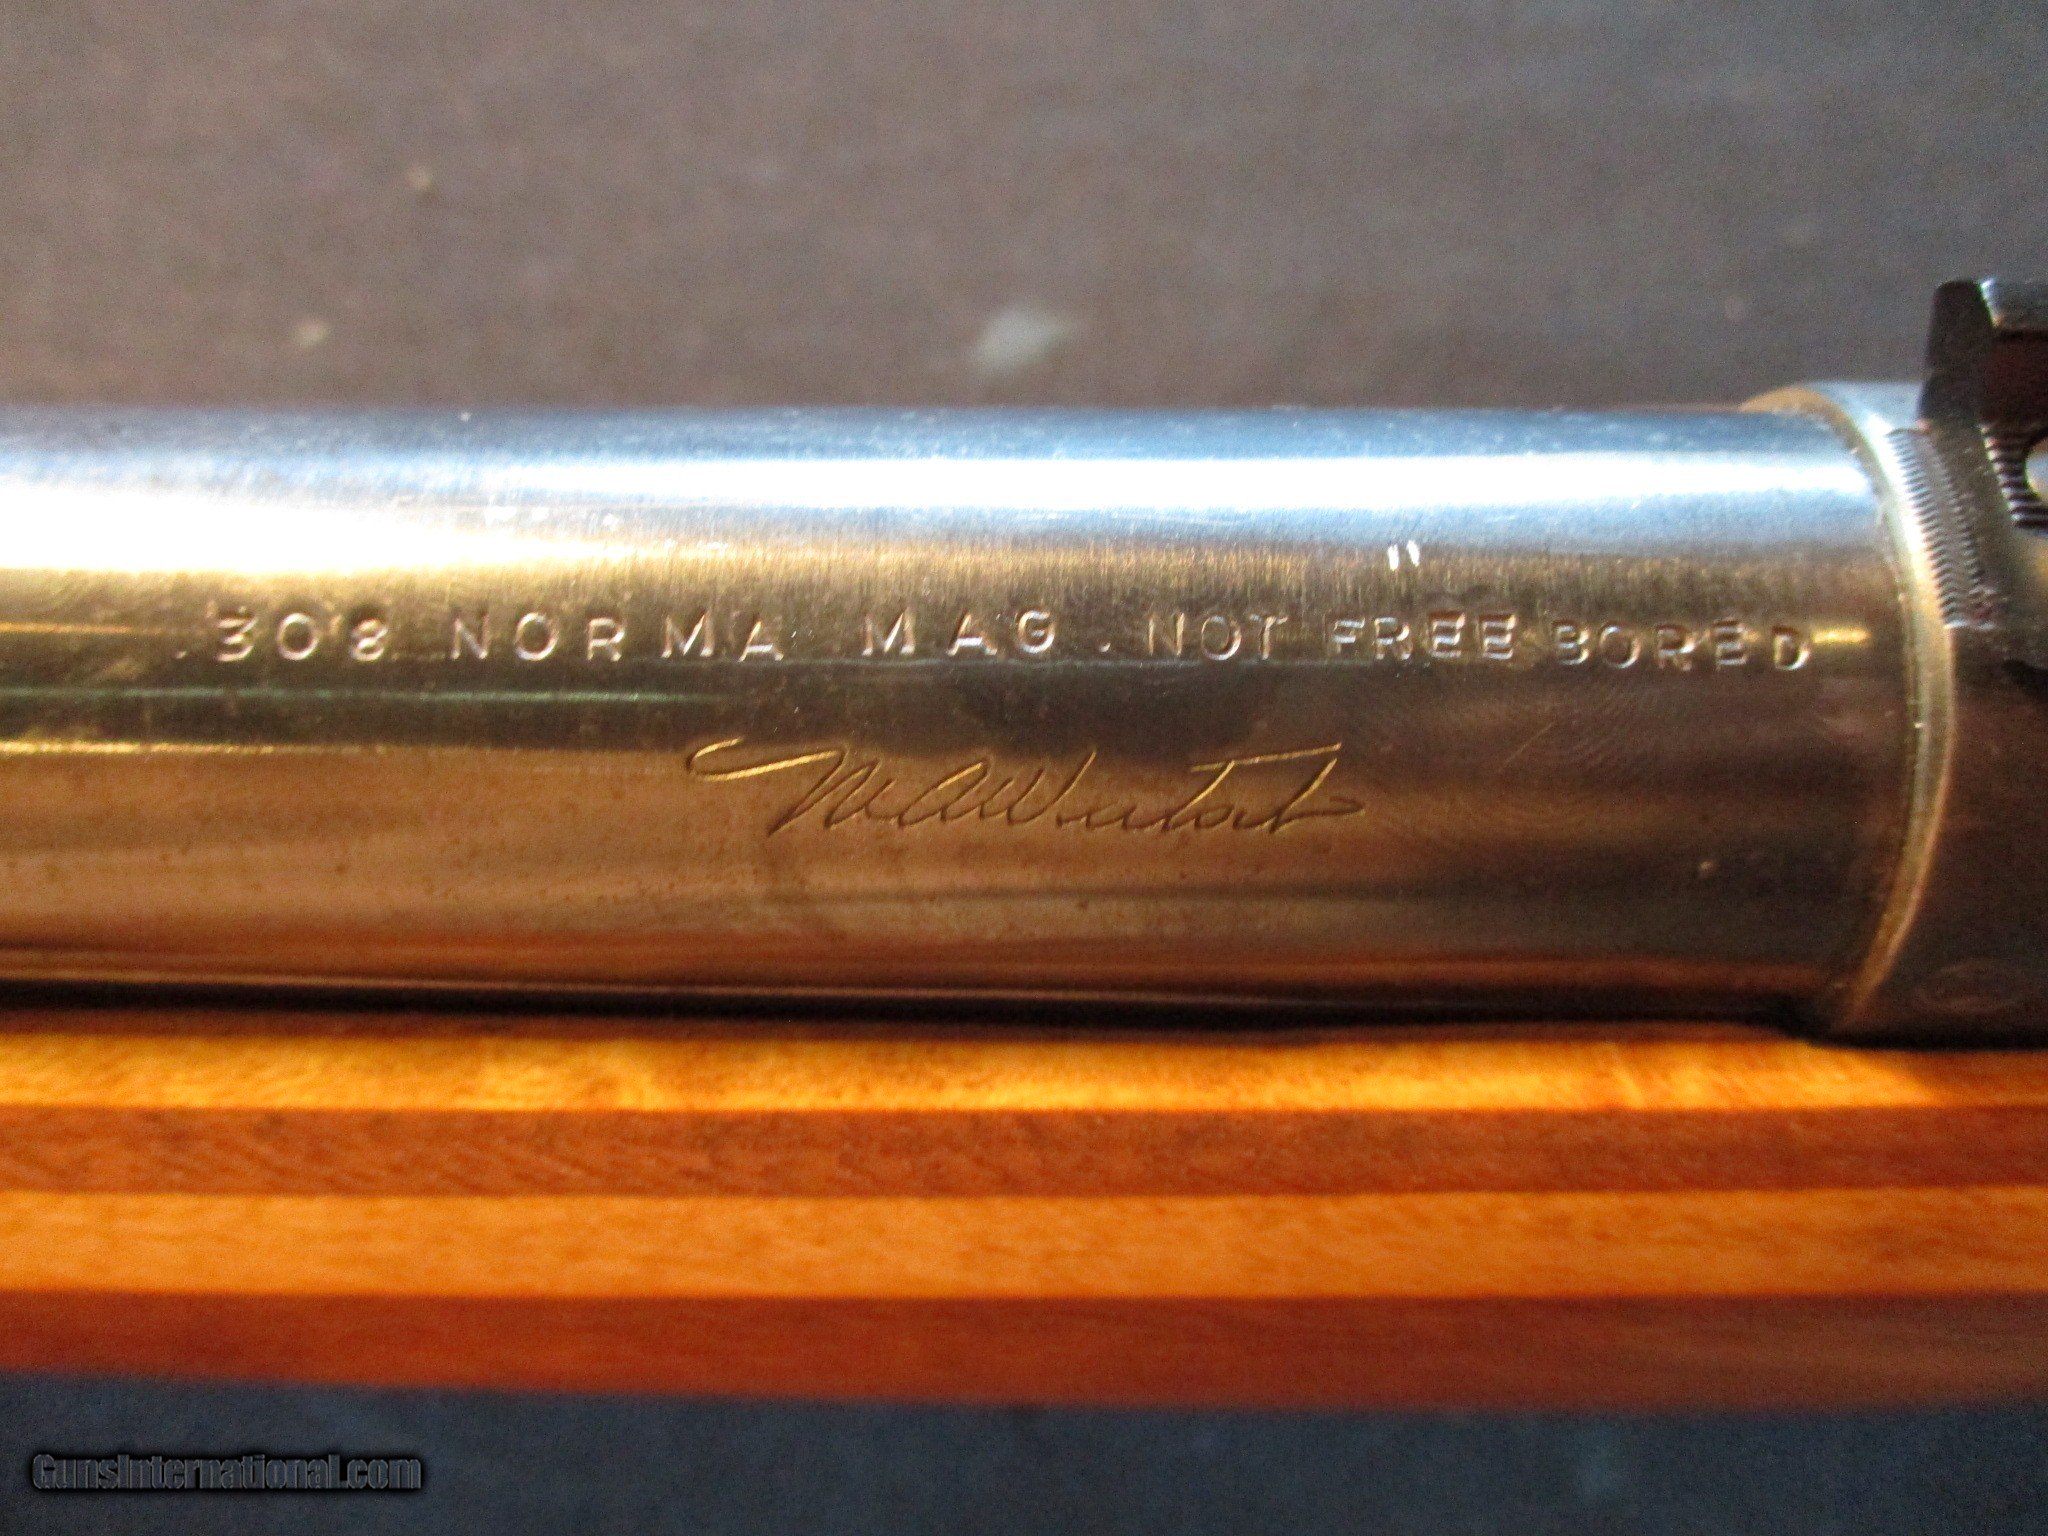 .308 NORMA MAG. NOT FREE BORED
GunsInternational.com